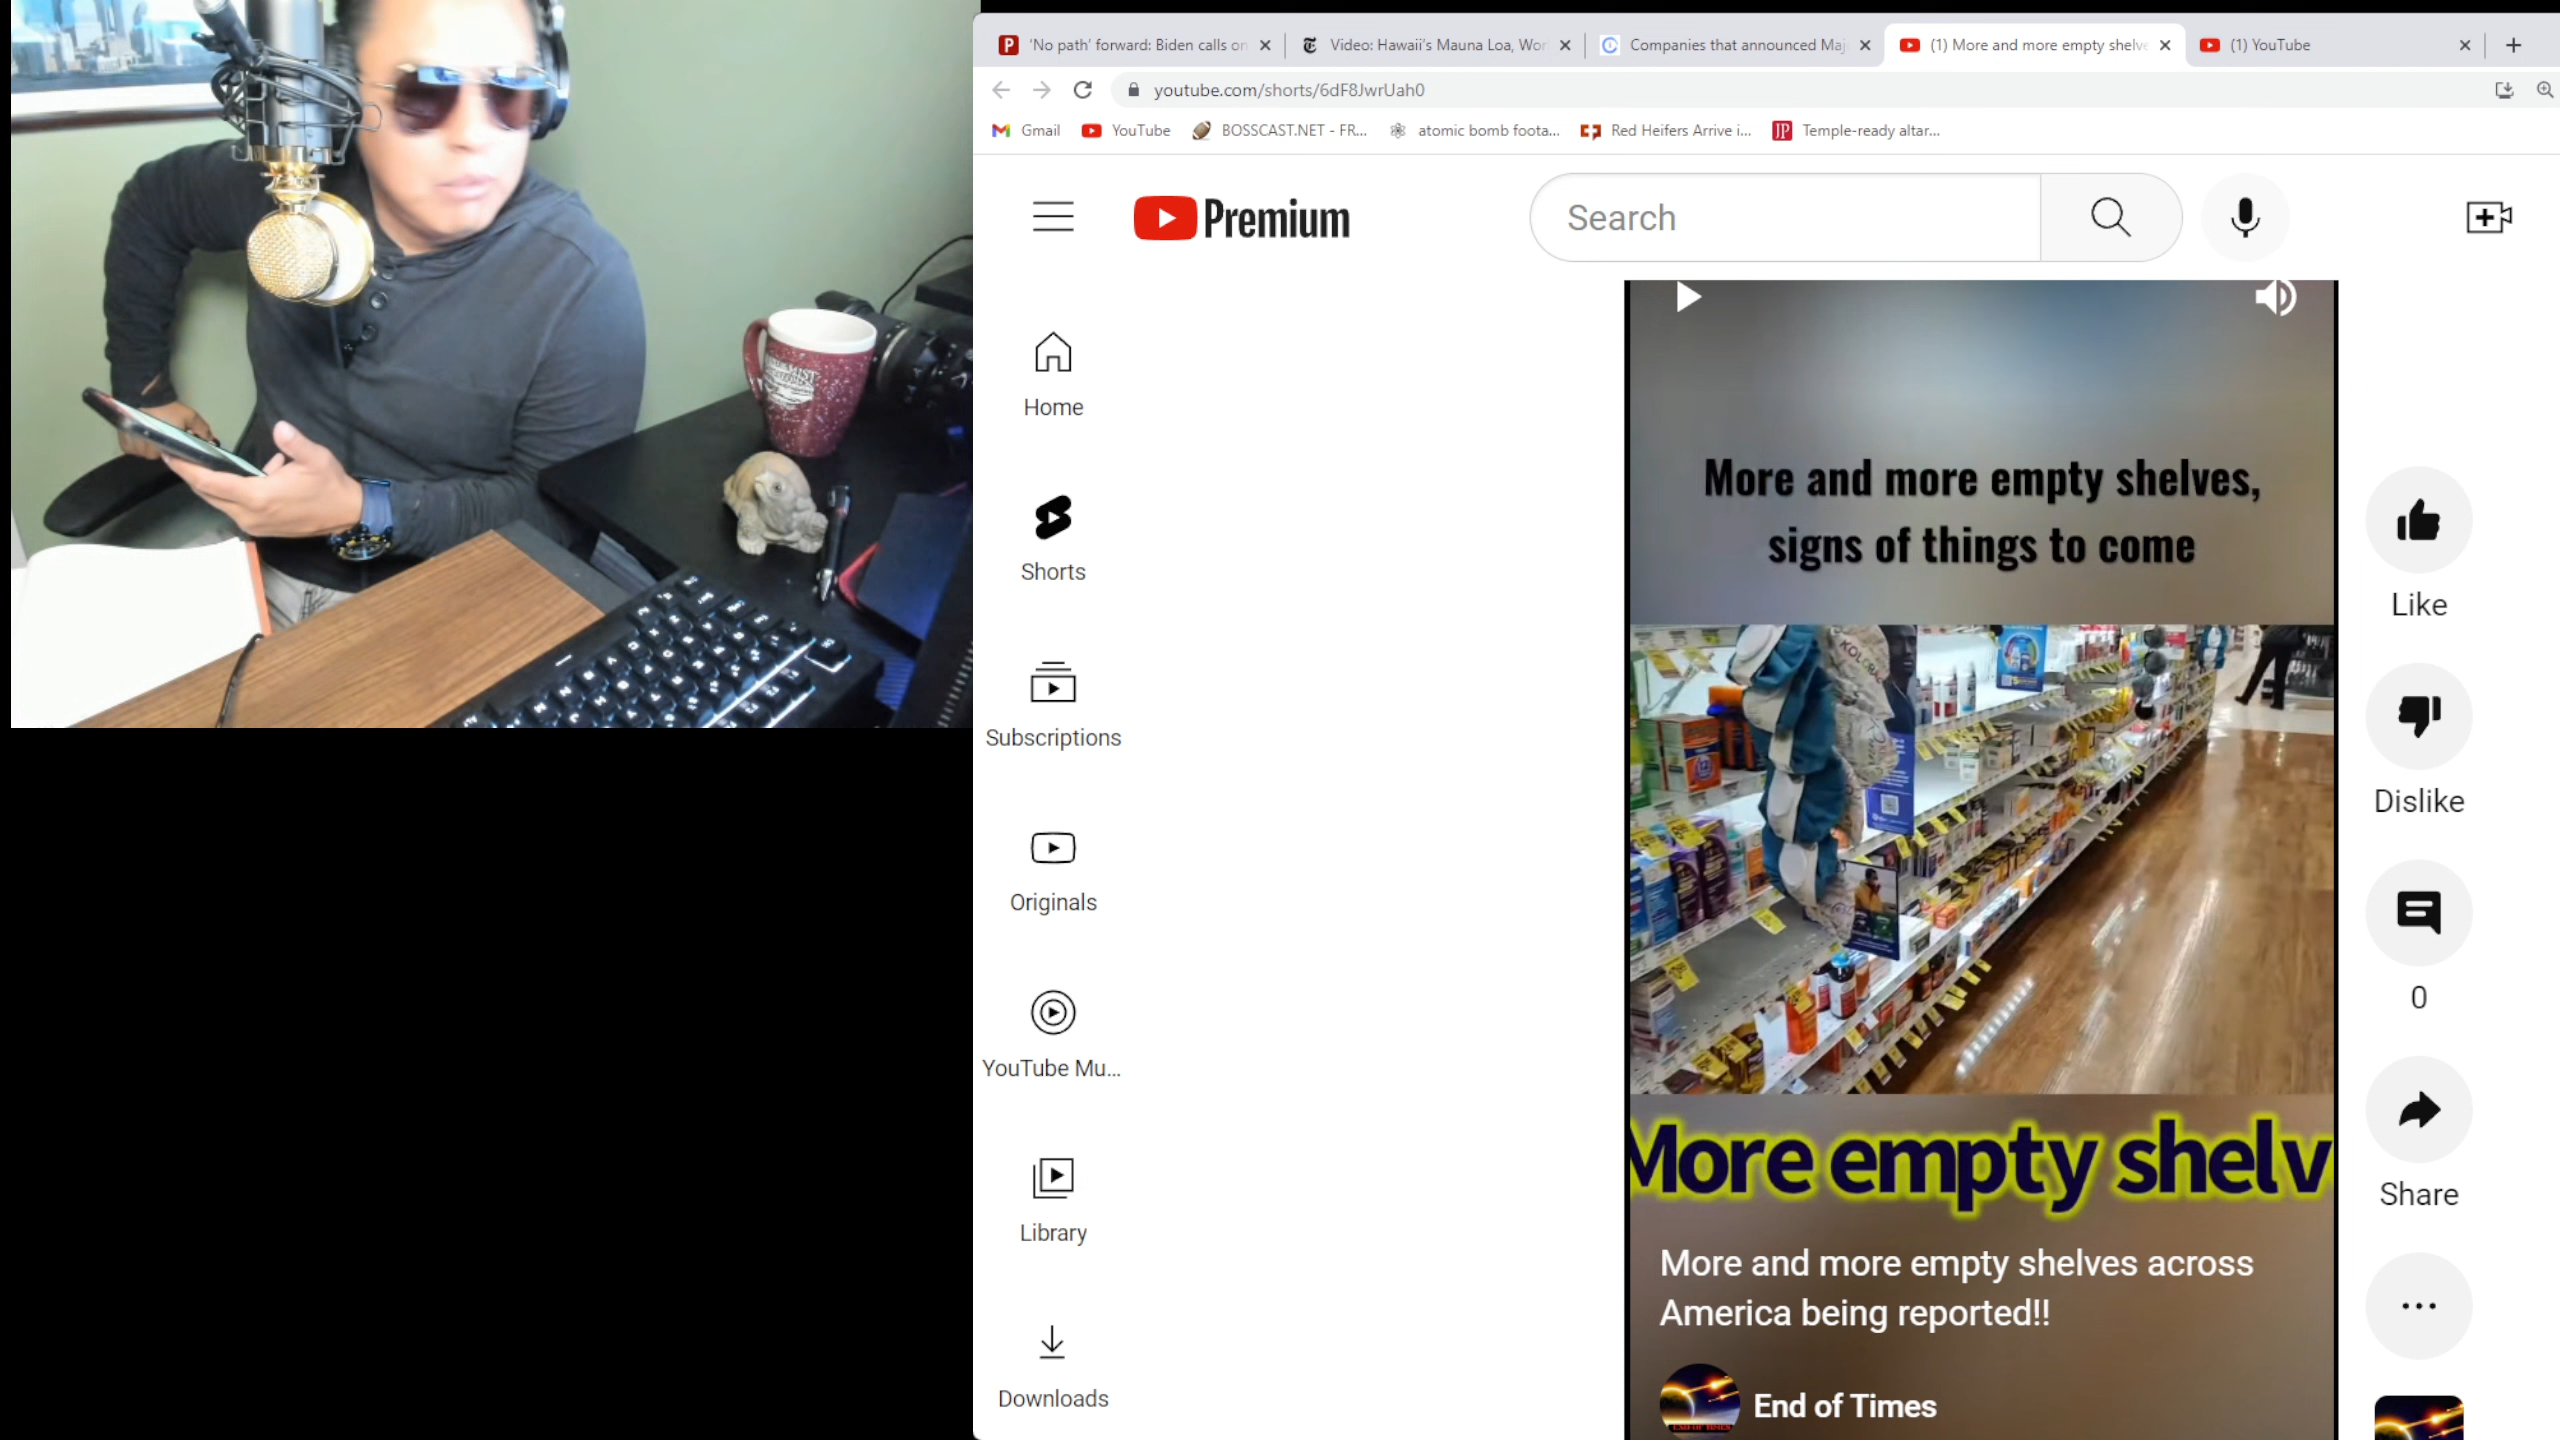 'No path' forward: Biden calls on
Video: Hawaii's Mauna Loa, Wor
Companies that announced Maj
(1) More and more empty shelve
(1) YouTube
youtube.com/shorts/6dF8JwrUah0
Gmail
YouTube
BOSSCAST.NET - FR...
atomic bomb foota...
Red Heifers Arrive i...
JP
Temple-ready altar...
Premium
Search
Home
Shorts
Subscriptions
Originals
YouTube Mu...
Library
Downloads
More and more empty shelves,
signs of things to come
More empty shelv
More and more empty shelves across
America being reported!!
End of Times
Like
Dislike
0
Share